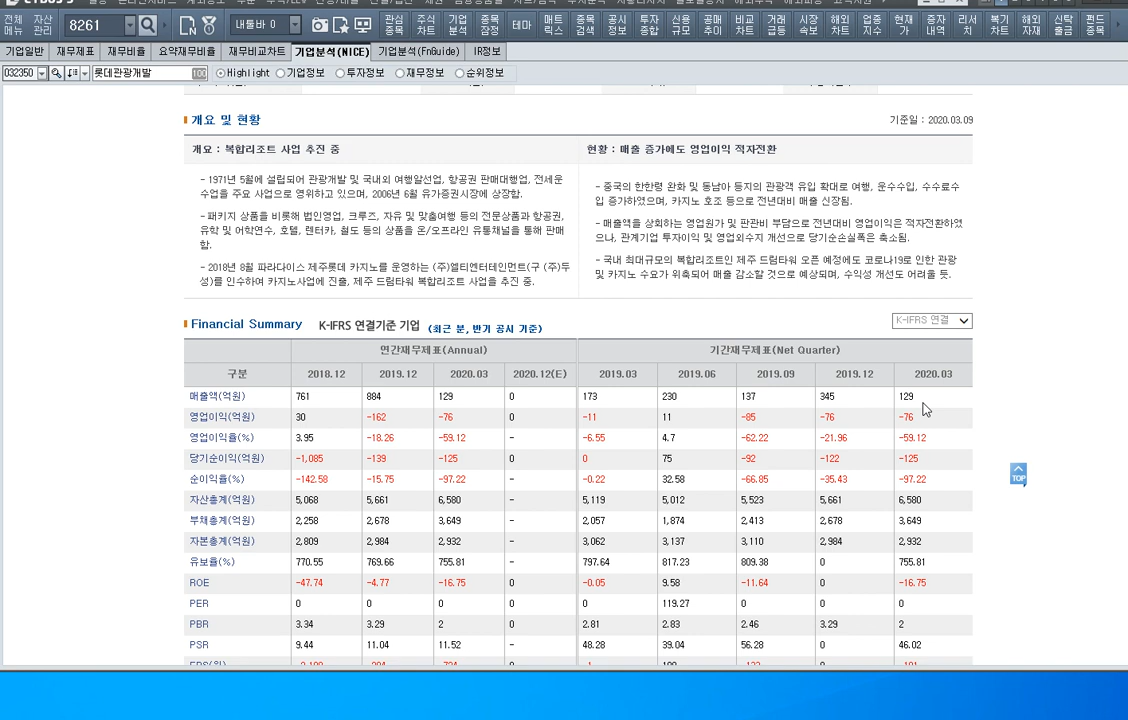 전체 메뉴 자산 관리 8261 내돌바 0 관심 종목 주식 차트 기업 분석 종목 장정 테마 매트 릭스 종목 검색 공시 정보 투자 종합 신용 규모 공매 추미 비교 차트 거래 급등 시장 속보 해외 차트 업종 지수 현재 가 증자 내역 리서 치 복기 차트 해외 자재 신탁 출금 펀드 종목
기업일반 재무제표 재무비율 요약재무비율 재무비교차트 기업분석(NICE) 기업분석(FnGuide) IR정보
032350 롯데관광개발 100 Highlight 기업정보 투자정보 재무정보 순위정보
개요 및 현황 기준일 : 2020.03.09
개요 : 복합리조트 사업 추진 중 현황 : 매출 증가에도 영업이익 적자전환
- 1971년 5월에 설립되어 관광개발 및 국내외 여행알선업, 항공권 판매대행업, 전세운
수업을 주요 사업으로 영위하고 있으며, 2006년 6월 유가증권시장에 상장함.
- 패키지 상품을 비롯해 법인영업, 크루즈, 자유 및 맞춤여행 등의 전문상품과 항공권,
유학 및 어학연수, 호텔, 렌터카, 철도 등의 상품을 온/오프라인 유통채널을 통해 판매
함.
- 2018년 8월 파라다이스 제주롯데 카지노를 운영하는 (주)엘티엔터테인먼트(구 (주)두
성)를 인수하여 카지노사업에 진출, 제주 드림타워 복합리조트 사업을 추진 중.
- 중국의 한한령 완화 및 동남아 등지의 관광객 유입 확대로 여행, 운수수입, 수수료수
입 증가하였으며, 카지노 호조 등으로 전년대비 매출 신장됨.
- 매출액을 상회하는 영업원가 및 판관비 부담으로 전년대비 영업이익은 적자전환하였
으나, 관계기업 투자이익 및 영업외수지 개선으로 당기순손실폭은 축소됨.
- 국내 최대규모의 복합리조트인 제주 드림타워 오픈 예정에도 코로나19로 인한 관광
및 카지노 수요가 위축되어 매출 감소할 것으로 예상되며, 수익성 개선도 어려울 듯.
Financial Summary K-IFRS 연결기준 기업 (최근 분, 반기 공시 기준) K-IFRS 연결
연간재무제표(Annual) 기간재무제표(Net Quarter)
구분 2018.12 2019.12 2020.03 2020.12(E) 2019.03 2019.06 2019.09 2019.12 2020.03
매출액(억원) 761 884 129 0 173 230 137 345 129
영업이익(억원) 30 -162 -76 0 -11 11 -85 -76 -76
영업이익률(%) 3.95 -18.26 -59.12 - -6.55 4.7 -62.22 -21.96 -59.12
당기순이익(억원) -1,085 -139 -125 0 0 75 -92 -122 -125
순이익률(%) -142.58 -15.75 -97.22 - -0.22 32.58 -66.85 -35.43 -97.22
자산총계(억원) 5,068 5,661 6,580 - 5,119 5,012 5,523 5,661 6,580
부채총계(억원) 2,258 2,678 3,649 - 2,057 1,874 2,413 2,678 3,649
자본총계(억원) 2,809 2,984 2,932 - 3,062 3,137 3,110 2,984 2,932
유보율(%) 770.55 769.66 755.81 - 797.64 817.23 809.38 0 755.81
ROE -47.74 -4.77 -16.75 0 -0.05 9.58 -11.64 0 -16.75
PER 0 0 0 0 0 119.27 0 0 0
PBR 3.34 3.29 2 0 2.81 2.83 2.46 3.29 2
PSR 9.44 11.04 11.52 - 48.28 39.04 56.28 0 46.02
TOP